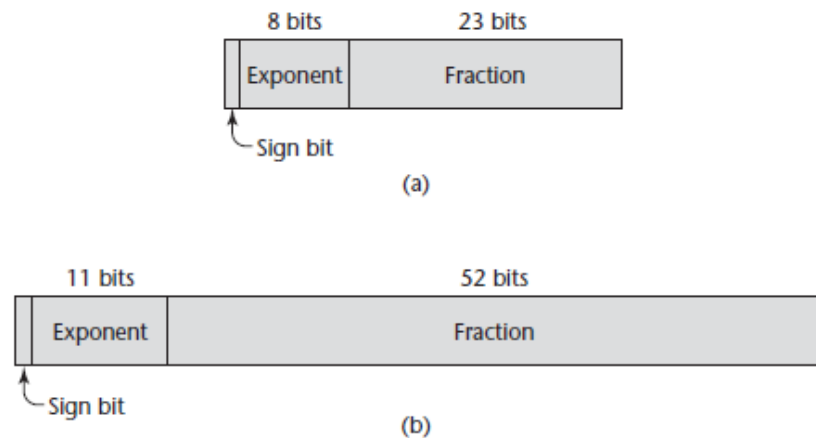 8 bits 23 bits
Exponent Fraction
Sign bit
(a)
11 bits 52 bits
Exponent Fraction
Sign bit
(b)